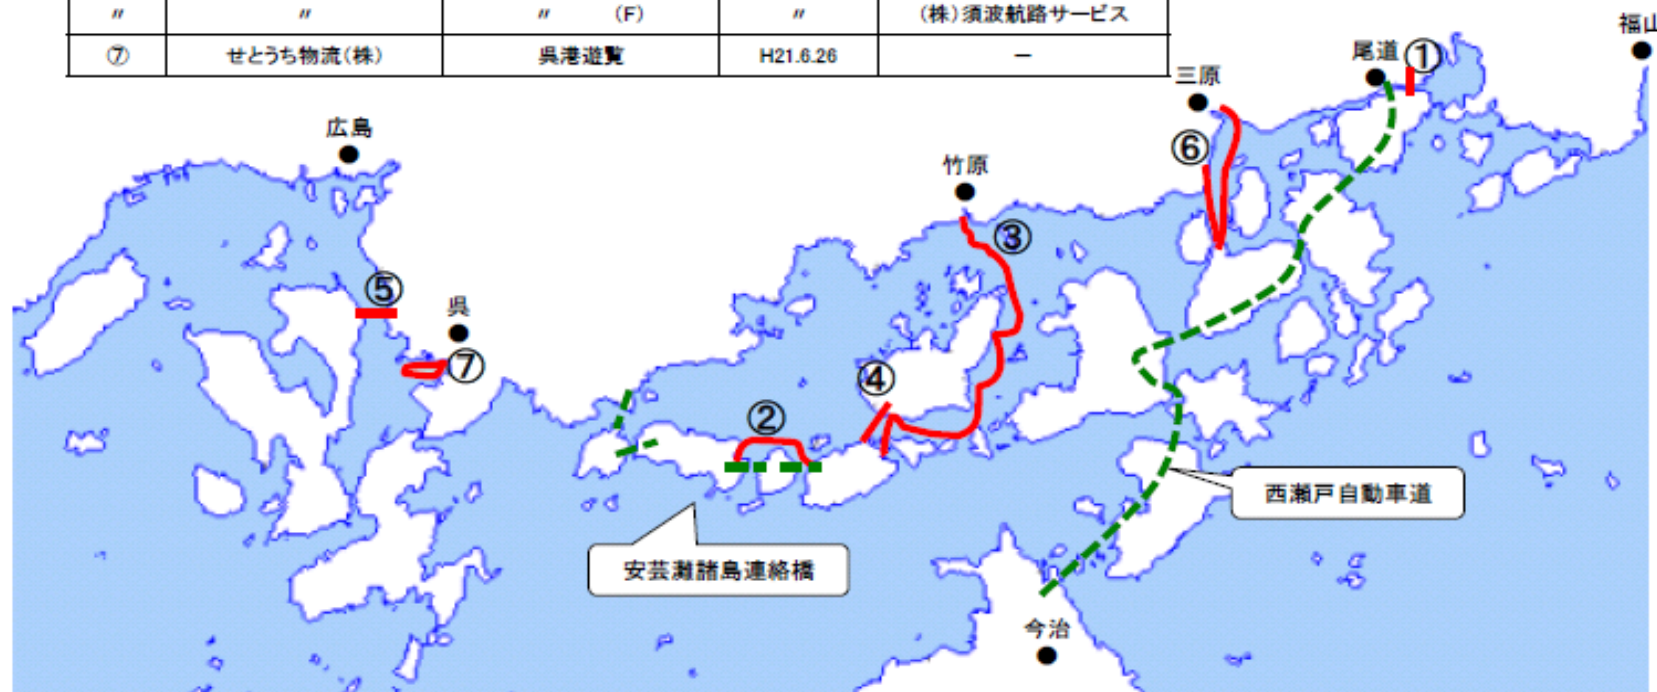 〃 〃 〃 (F) 〃 (株)須波航路サービス
⑦ せとうち物流(株) 呉港遊覧 H21.6.26 －
福山
尾道 ①
三原
広島
⑥
竹原
③
⑤
呉
⑦
④
②
西瀬戸自動車道
安芸灘諸島連絡橋
今治